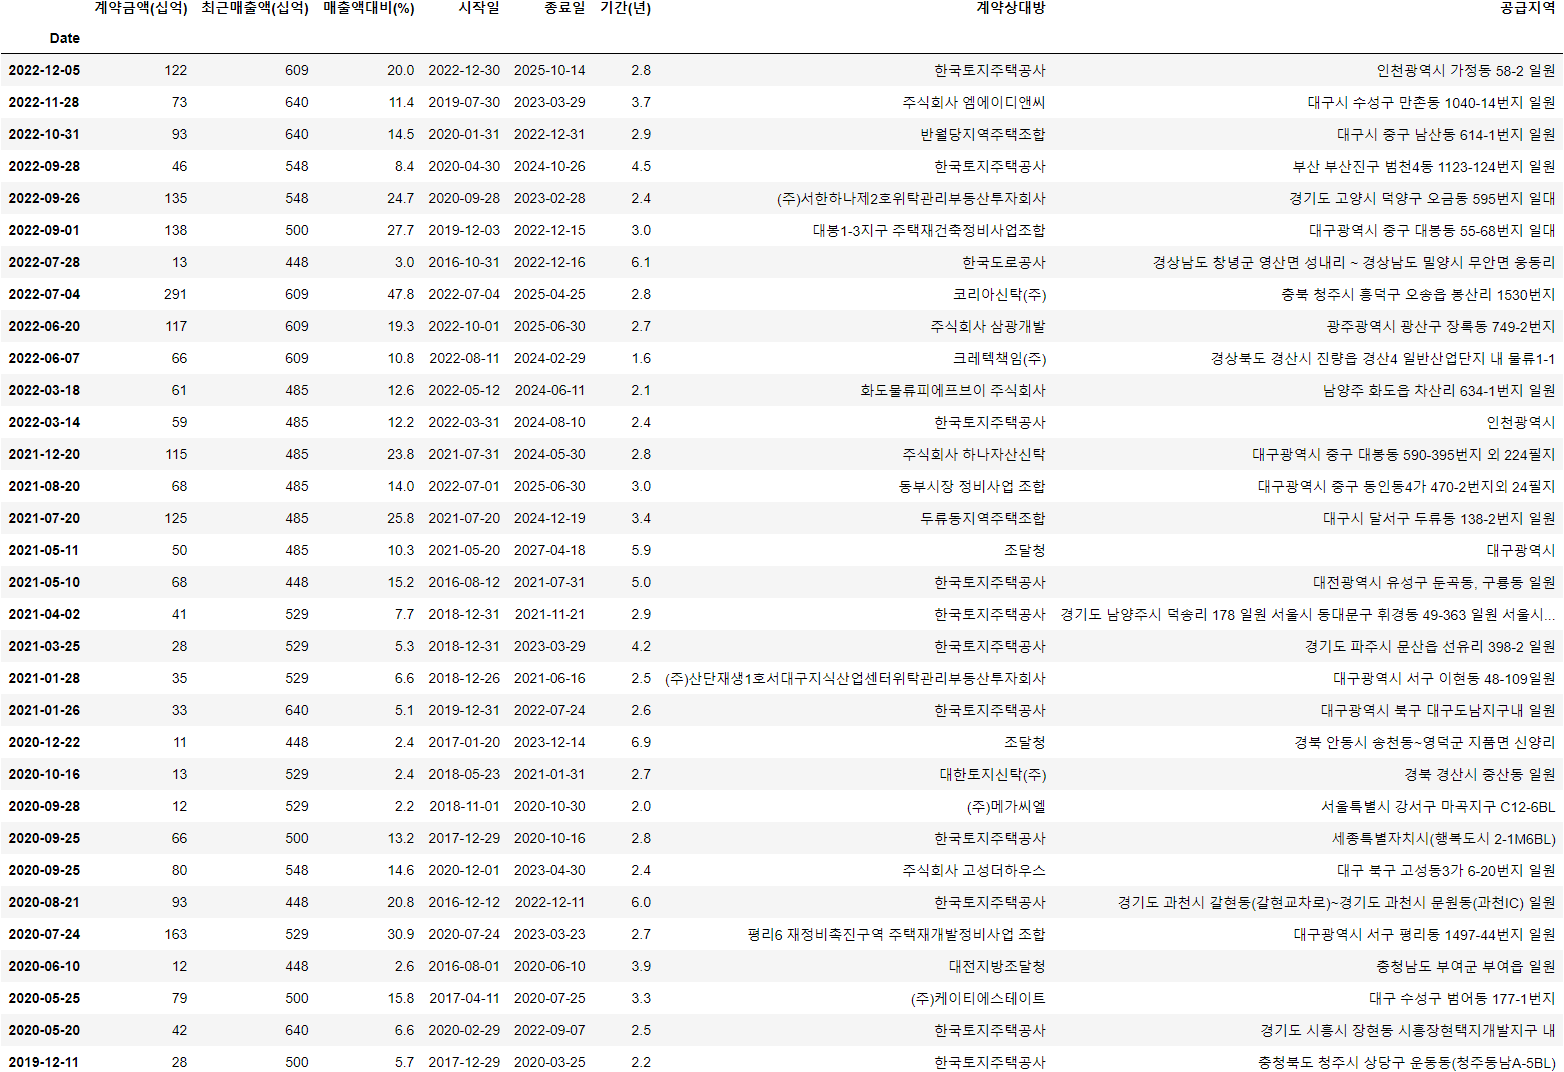 계약금액(십억) 최근매출액(십억) 매출액대비(%) 시작일 종료일 기간(년) 계약상대방 공급지역
Date
2022-12-05 122 609 20.0 2022-12-30 2025-10-14 2.8 한국토지주택공사 인천광역시 가정동 58-2 일원
2022-11-28 73 640 11.4 2019-07-30 2023-03-29 3.7 주식회사 엠에이디앤씨 대구시 수성구 만촌동 1040-14번지 일원
2022-10-31 93 640 14.5 2020-01-31 2022-12-31 2.9 반월당지역주택조합 대구시 중구 남산동 614-1번지 일원
2022-09-28 46 548 8.4 2020-04-30 2024-10-26 4.5 한국토지주택공사 부산 부산진구 범천4동 1123-124번지 일원
2022-09-26 135 548 24.7 2020-09-28 2023-02-28 2.4 (주)서한하나제2호위탁관리부동산투자회사 경기도 고양시 덕양구 오금동 595번지 일대
2022-09-01 138 500 27.7 2019-12-03 2022-12-15 3.0 대봉1-3지구 주택재건축정비사업조합 대구광역시 중구 대봉동 55-68번지 일대
2022-07-28 13 448 3.0 2016-10-31 2022-12-16 6.1 한국도로공사 경상남도 창녕군 영산면 성내리 ~ 경상남도 밀양시 무안면 웅동리
2022-07-04 291 609 47.8 2022-07-04 2025-04-25 2.8 코리아신탁(주) 충북 청주시 흥덕구 오송읍 봉산리 1530번지
2022-06-20 117 609 19.3 2022-10-01 2025-06-30 2.7 주식회사 삼광개발 광주광역시 광산구 장록동 749-2번지
2022-06-07 66 609 10.8 2022-08-11 2024-02-29 1.6 크레텍책임(주) 경상북도 경산시 진량읍 경산4 일반산업단지 내 물류1-1
2022-03-18 61 485 12.6 2022-05-12 2024-06-11 2.1 화도물류피에프브이 주식회사 남양주 화도읍 차산리 634-1번지 일원
2022-03-14 59 485 12.2 2022-03-31 2024-08-10 2.4 한국토지주택공사 인천광역시
2021-12-20 115 485 23.8 2021-07-31 2024-05-30 2.8 주식회사 하나자산신탁 대구광역시 중구 대봉동 590-395번지 외 224필지
2021-08-20 68 485 14.0 2022-07-01 2025-06-30 3.0 동부시장 정비사업 조합 대구광역시 중구 동인동4가 470-2번지외 24필지
2021-07-20 125 485 25.8 2021-07-20 2024-12-19 3.4 두류동지역주택조합 대구시 달서구 두류동 138-2번지 일원
2021-05-11 50 485 10.3 2021-05-20 2027-04-18 5.9 조달청 대구광역시
2021-05-10 68 448 15.2 2016-08-12 2021-07-31 5.0 한국토지주택공사 대전광역시 유성구 둔곡동, 구룡동 일원
2021-04-02 41 529 7.7 2018-12-31 2021-11-21 2.9 한국토지주택공사 경기도 남양주시 덕송리 178 일원 서울시 동대문구 휘경동 49-363 일원 서울시...
2021-03-25 28 529 5.3 2018-12-31 2023-03-29 4.2 한국토지주택공사 경기도 파주시 문산읍 선유리 398-2 일원
2021-01-28 35 529 6.6 2018-12-26 2021-06-16 2.5 (주)산단재생1호서대구지식산업센터위탁관리부동산투자회사 대구광역시 서구 이현동 48-109일원
2021-01-26 33 640 5.1 2019-12-31 2022-07-24 2.6 한국토지주택공사 대구광역시 북구 대구도남지구내 일원
2020-12-22 11 448 2.4 2017-01-20 2023-12-14 6.9 조달청 경북 안동시 송천동~영덕군 지품면 신양리
2020-10-16 13 529 2.4 2018-05-23 2021-01-31 2.7 대한토지신탁(주) 경북 경산시 중산동 일원
2020-09-28 12 529 2.2 2018-11-01 2020-10-30 2.0 (주)메가씨엘 서울특별시 강서구 마곡지구 C12-6BL
2020-09-25 66 500 13.2 2017-12-29 2020-10-16 2.8 한국토지주택공사 세종특별자치시(행복도시 2-1M6BL)
2020-09-25 80 548 14.6 2020-12-01 2023-04-30 2.4 주식회사 고성더하우스 대구 북구 고성동3가 6-20번지 일원
2020-08-21 93 448 20.8 2016-12-12 2022-12-11 6.0 한국토지주택공사 경기도 과천시 갈현동(갈현교차로)~경기도 과천시 문원동(과천IC) 일원
2020-07-24 163 529 30.9 2020-07-24 2023-03-23 2.7 평리6 재정비촉진구역 주택재개발정비사업 조합 대구광역시 서구 평리동 1497-44번지 일원
2020-06-10 12 448 2.6 2016-08-01 2020-06-10 3.9 대전지방조달청 충청남도 부여군 부여읍 일원
2020-05-25 79 500 15.8 2017-04-11 2020-07-25 3.3 (주)케이티에스테이트 대구 수성구 범어동 177-1번지
2020-05-20 42 640 6.6 2020-02-29 2022-09-07 2.5 한국토지주택공사 경기도 시흥시 장현동 시흥장현택지개발지구 내
2019-12-11 28 500 5.7 2017-12-29 2020-03-25 2.2 한국토지주택공사 충청북도 청주시 상당구 운동동(청주동남A-5BL)